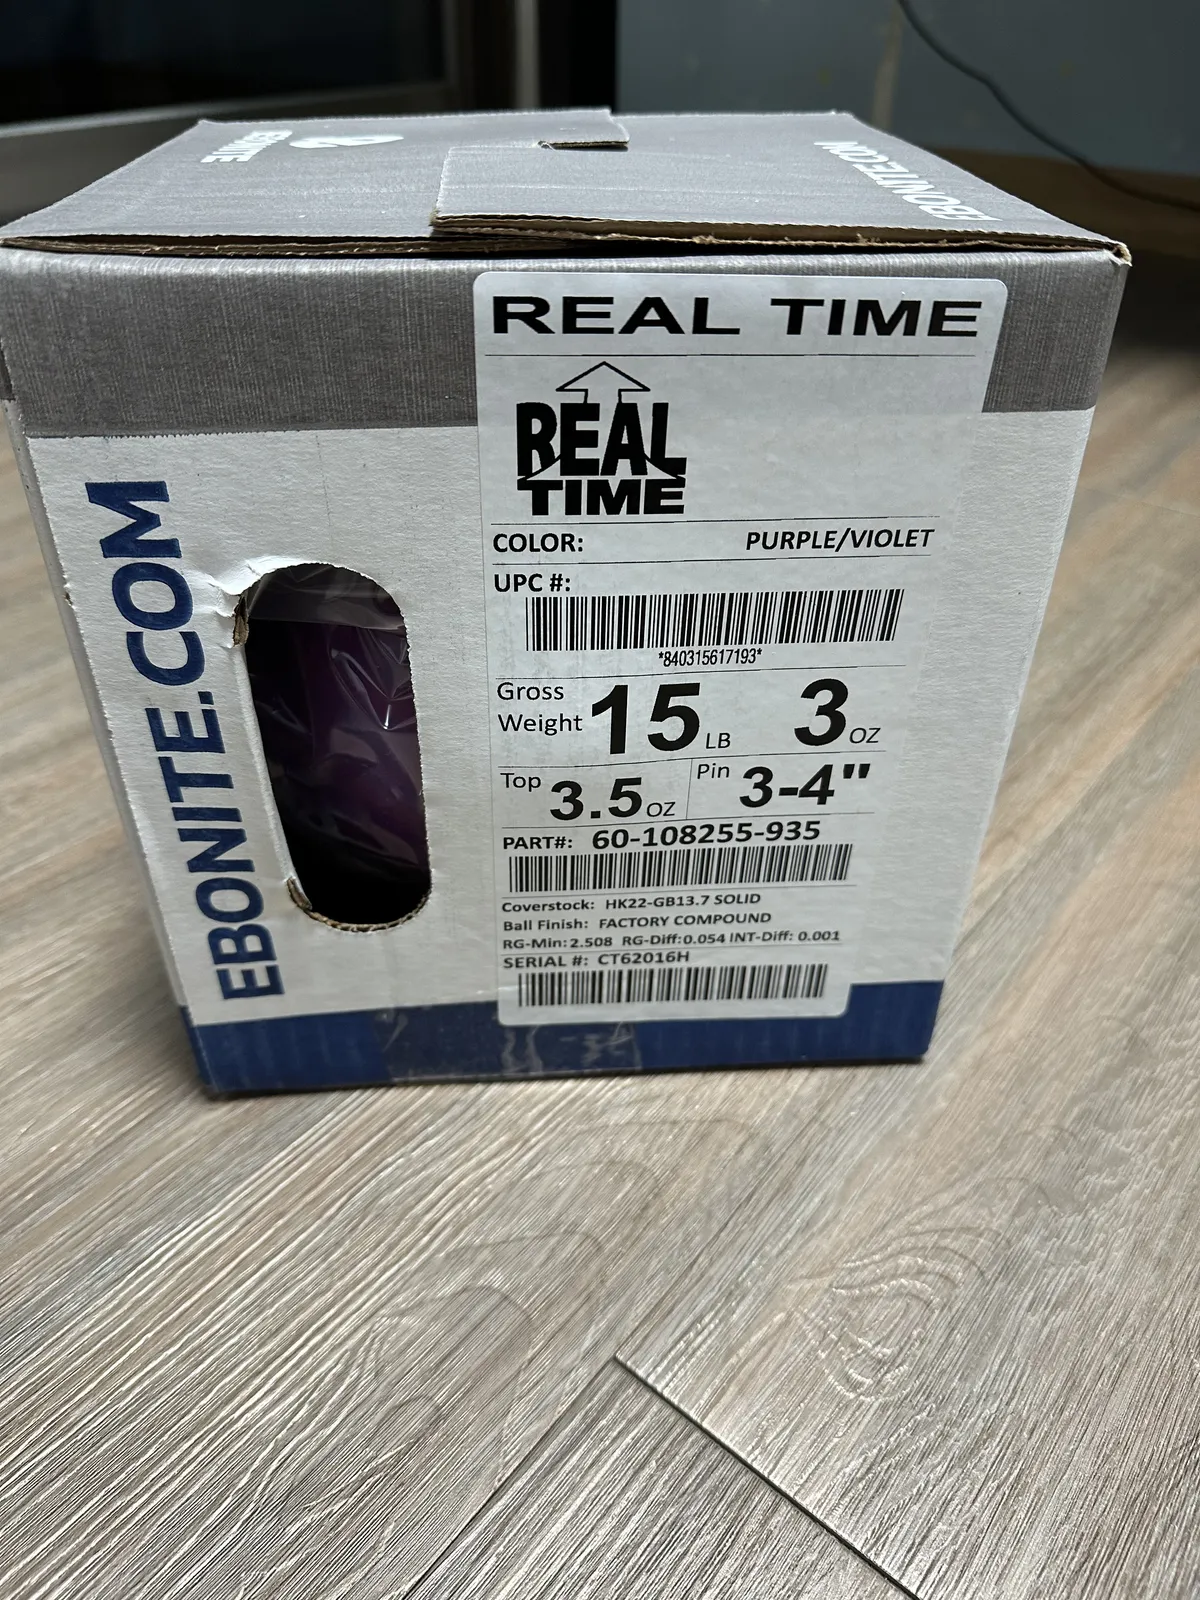 EBONITE
EBONITE.COM
REAL TIME
REAL
TIME
COLOR: PURPLE/VIOLET
UPC #:
*840315617193*
Gross
Weight 15 LB 3 OZ
Top 3.5 OZ Pin 3-4"
PART#: 60-108255-935
Coverstock: HK22-GB13.7 SOLID
Ball Finish: FACTORY COMPOUND
RG-Min: 2.508 RG-Diff: 0.054 INT-Diff: 0.001
SERIAL #: CT62016H
EBONITE.COM